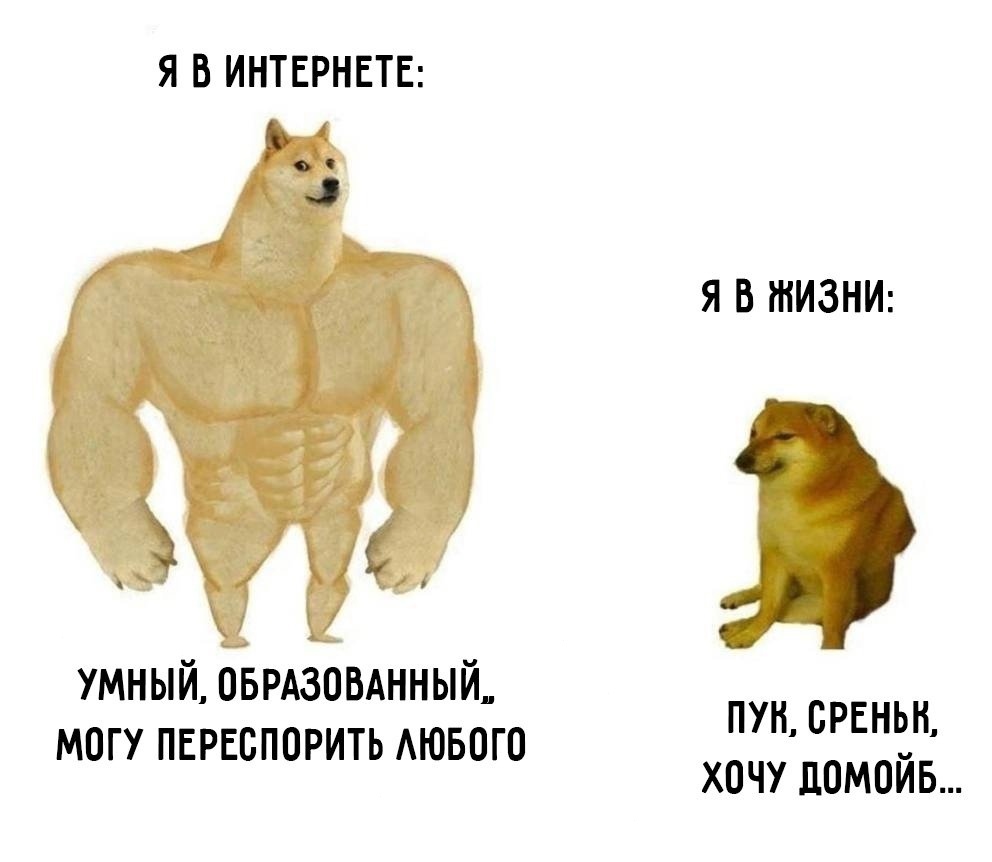 Я В ИНТЕРНЕТЕ:
УМНЫЙ, ОБРАЗОВАННЫЙ,,
МОГУ ПЕРЕСПОРИТЬ ЛЮБОГО
Я В ЖИЗНИ:
ПУК, СРЕНЬК,
ХОЧУ ДОМОЙБ...